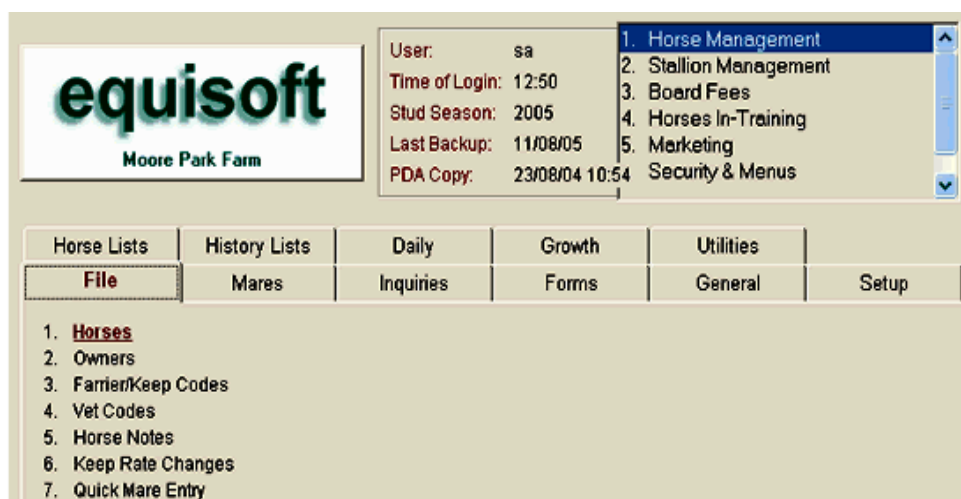 equisoft
Moore Park Farm
User: sa
Time of Login: 12:50
Stud Season: 2005
Last Backup: 11/08/05
PDA Copy: 23/08/04 10:54
1. Horse Management
2. Stallion Management
3. Board Fees
4. Horses In-Training
5. Marketing
Security & Menus
Horse Lists History Lists Daily Growth Utilities
File Mares Inquiries Forms General Setup
1. Horses
2. Owners
3. Farrier/Keep Codes
4. Vet Codes
5. Horse Notes
6. Keep Rate Changes
7. Quick Mare Entry